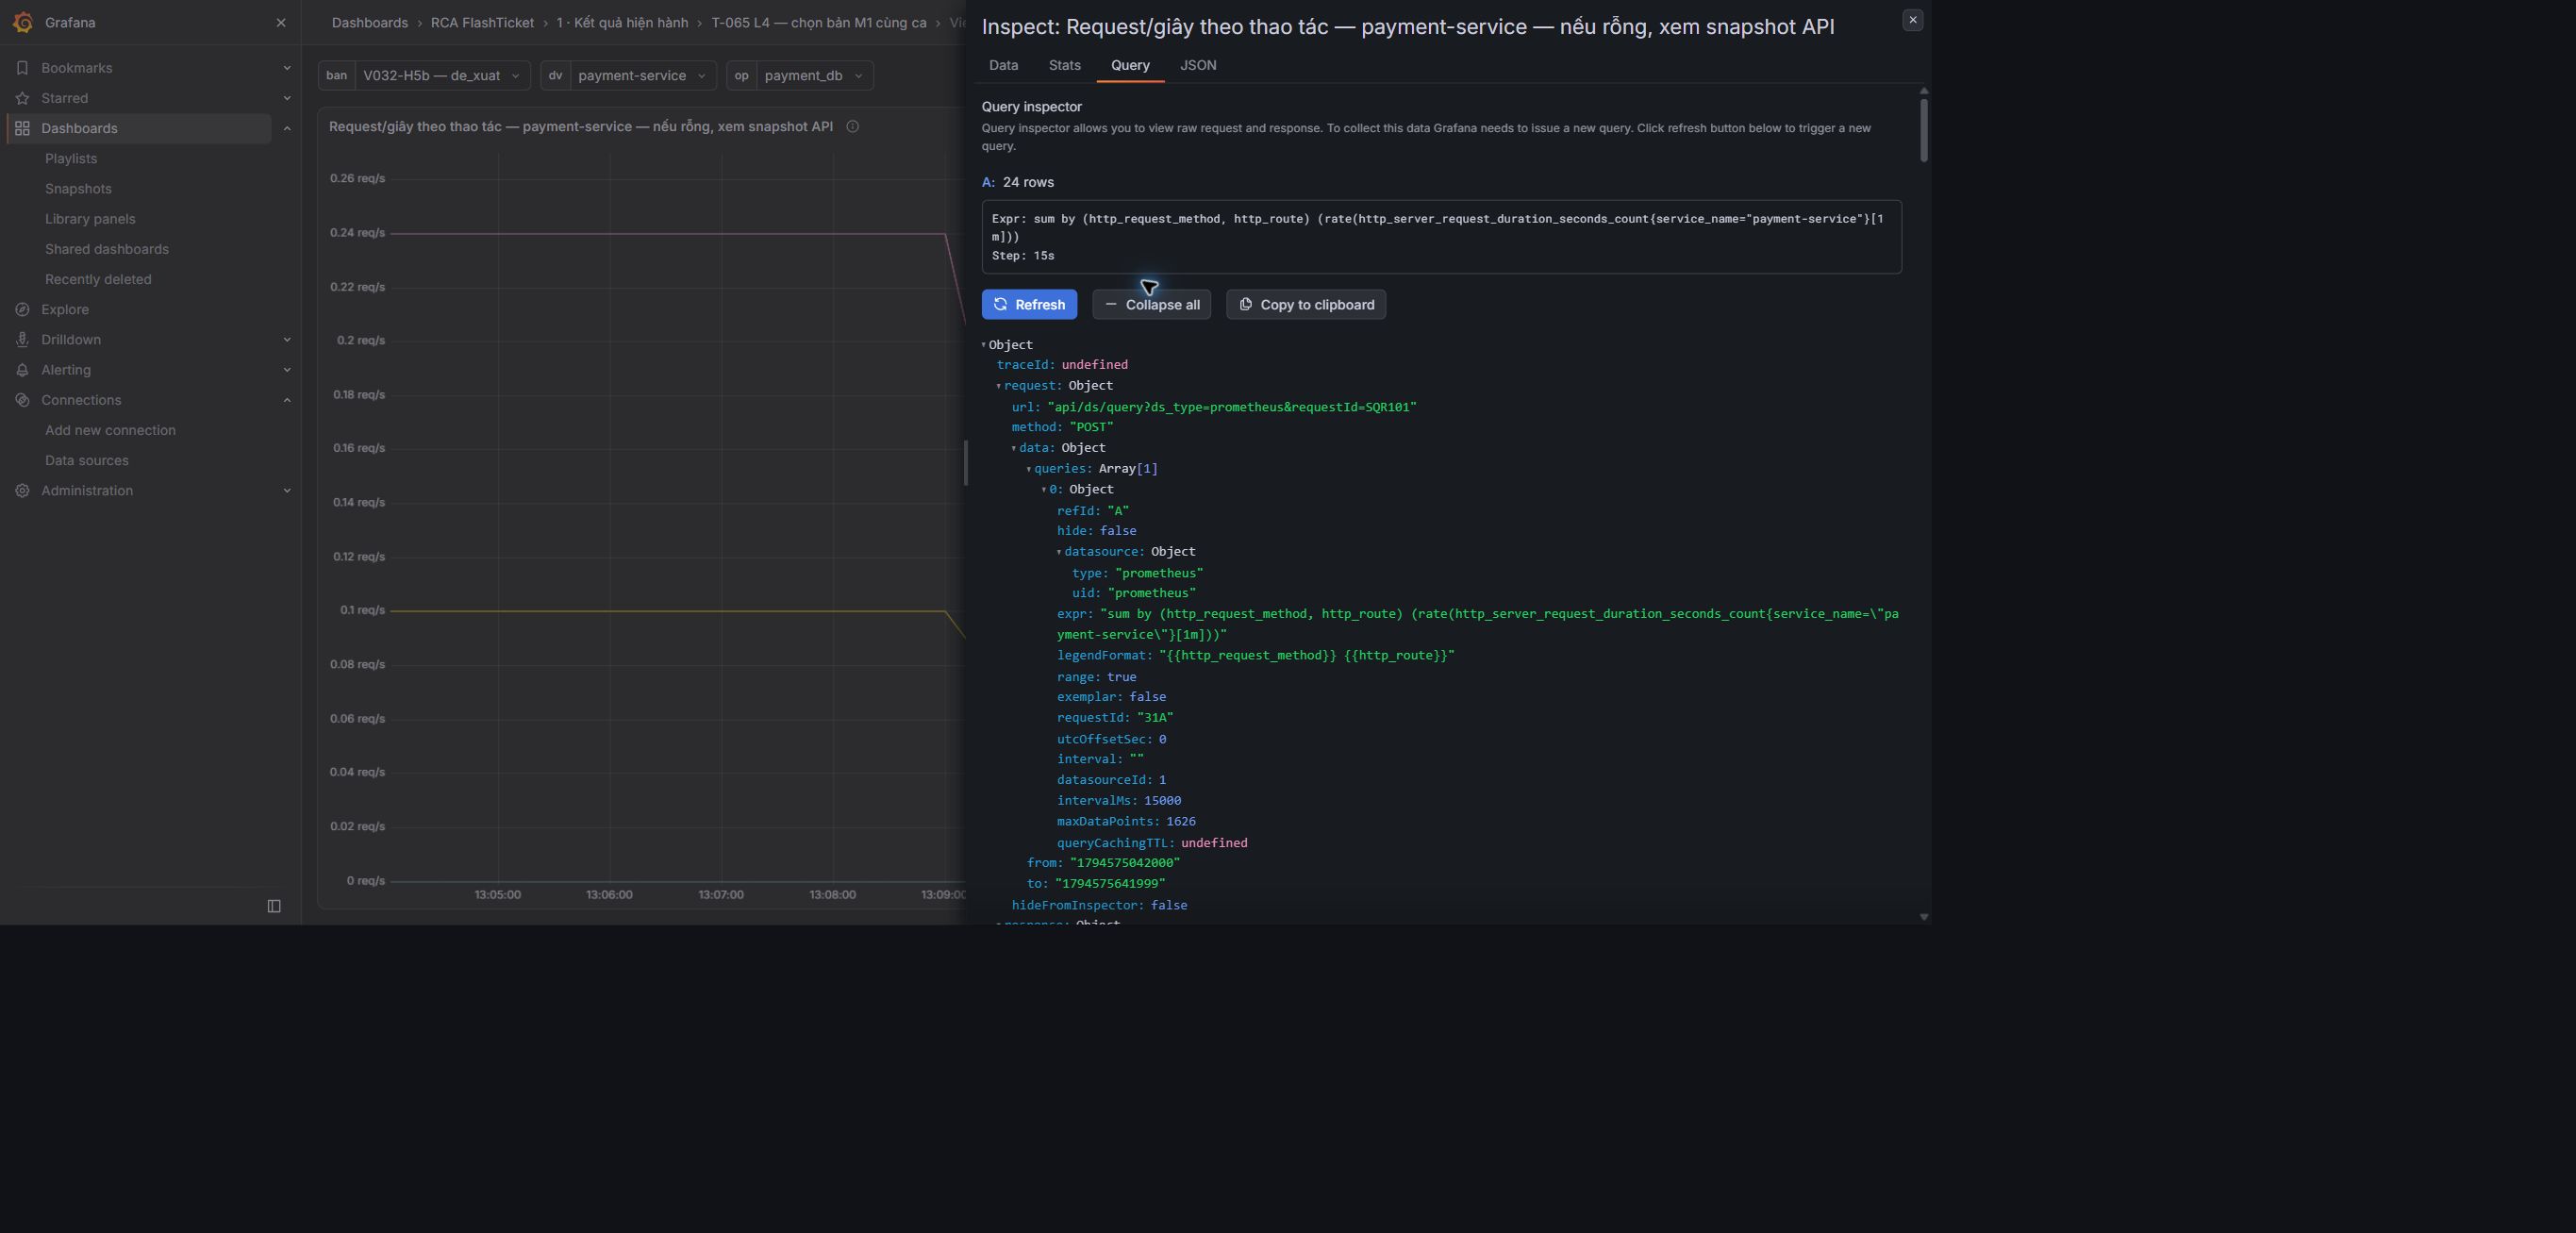 Grafana
Bookmarks
Starred
Dashboards
Playlists
Snapshots
Library panels
Shared dashboards
Recently deleted
Explore
Drilldown
Alerting
Connections
Add new connection
Data sources
Administration
Dashboards › RCA FlashTicket › 1 · Kết quả hiện hành › T-065 L4 — chọn bản M1 cùng ca ›
ban V032-H5b — de_xuat dv payment-service op payment_db
Request/giây theo thao tác — payment-service — nếu rỗng, xem snapshot API
0.26 req/s
0.24 req/s
0.22 req/s
0.2 req/s
0.18 req/s
0.16 req/s
0.14 req/s
0.12 req/s
0.1 req/s
0.08 req/s
0.06 req/s
0.04 req/s
0.02 req/s
0 req/s
13:05:00 13:06:00 13:07:00 13:08:00 13:09:00
Inspect: Request/giây theo thao tác — payment-service — nếu rỗng, xem snapshot API
Data Stats Query JSON
Query inspector
Query inspector allows you to view raw request and response. To collect this data Grafana needs to issue a new query. Click refresh button below to trigger a new
query.
A: 24 rows
Expr: sum by (http_request_method, http_route) (rate(http_server_request_duration_seconds_count{service_name="payment-service"}[1
m]))
Step: 15s
Refresh Collapse all Copy to clipboard
Object
traceId: undefined
request: Object
url: "api/ds/query?ds_type=prometheus&requestId=SQR101"
method: "POST"
data: Object
queries: Array[1]
0: Object
refId: "A"
hide: false
datasource: Object
type: "prometheus"
uid: "prometheus"
expr: "sum by (http_request_method, http_route) (rate(http_server_request_duration_seconds_count{service_name=\"pa
yment-service\"}[1m]))"
legendFormat: "{{http_request_method}} {{http_route}}"
range: true
exemplar: false
requestId: "31A"
utcOffsetSec: 0
interval: ""
datasourceId: 1
intervalMs: 15000
maxDataPoints: 1626
queryCachingTTL: undefined
from: "1794575042000"
to: "1794575641999"
hideFromInspector: false
response: Object